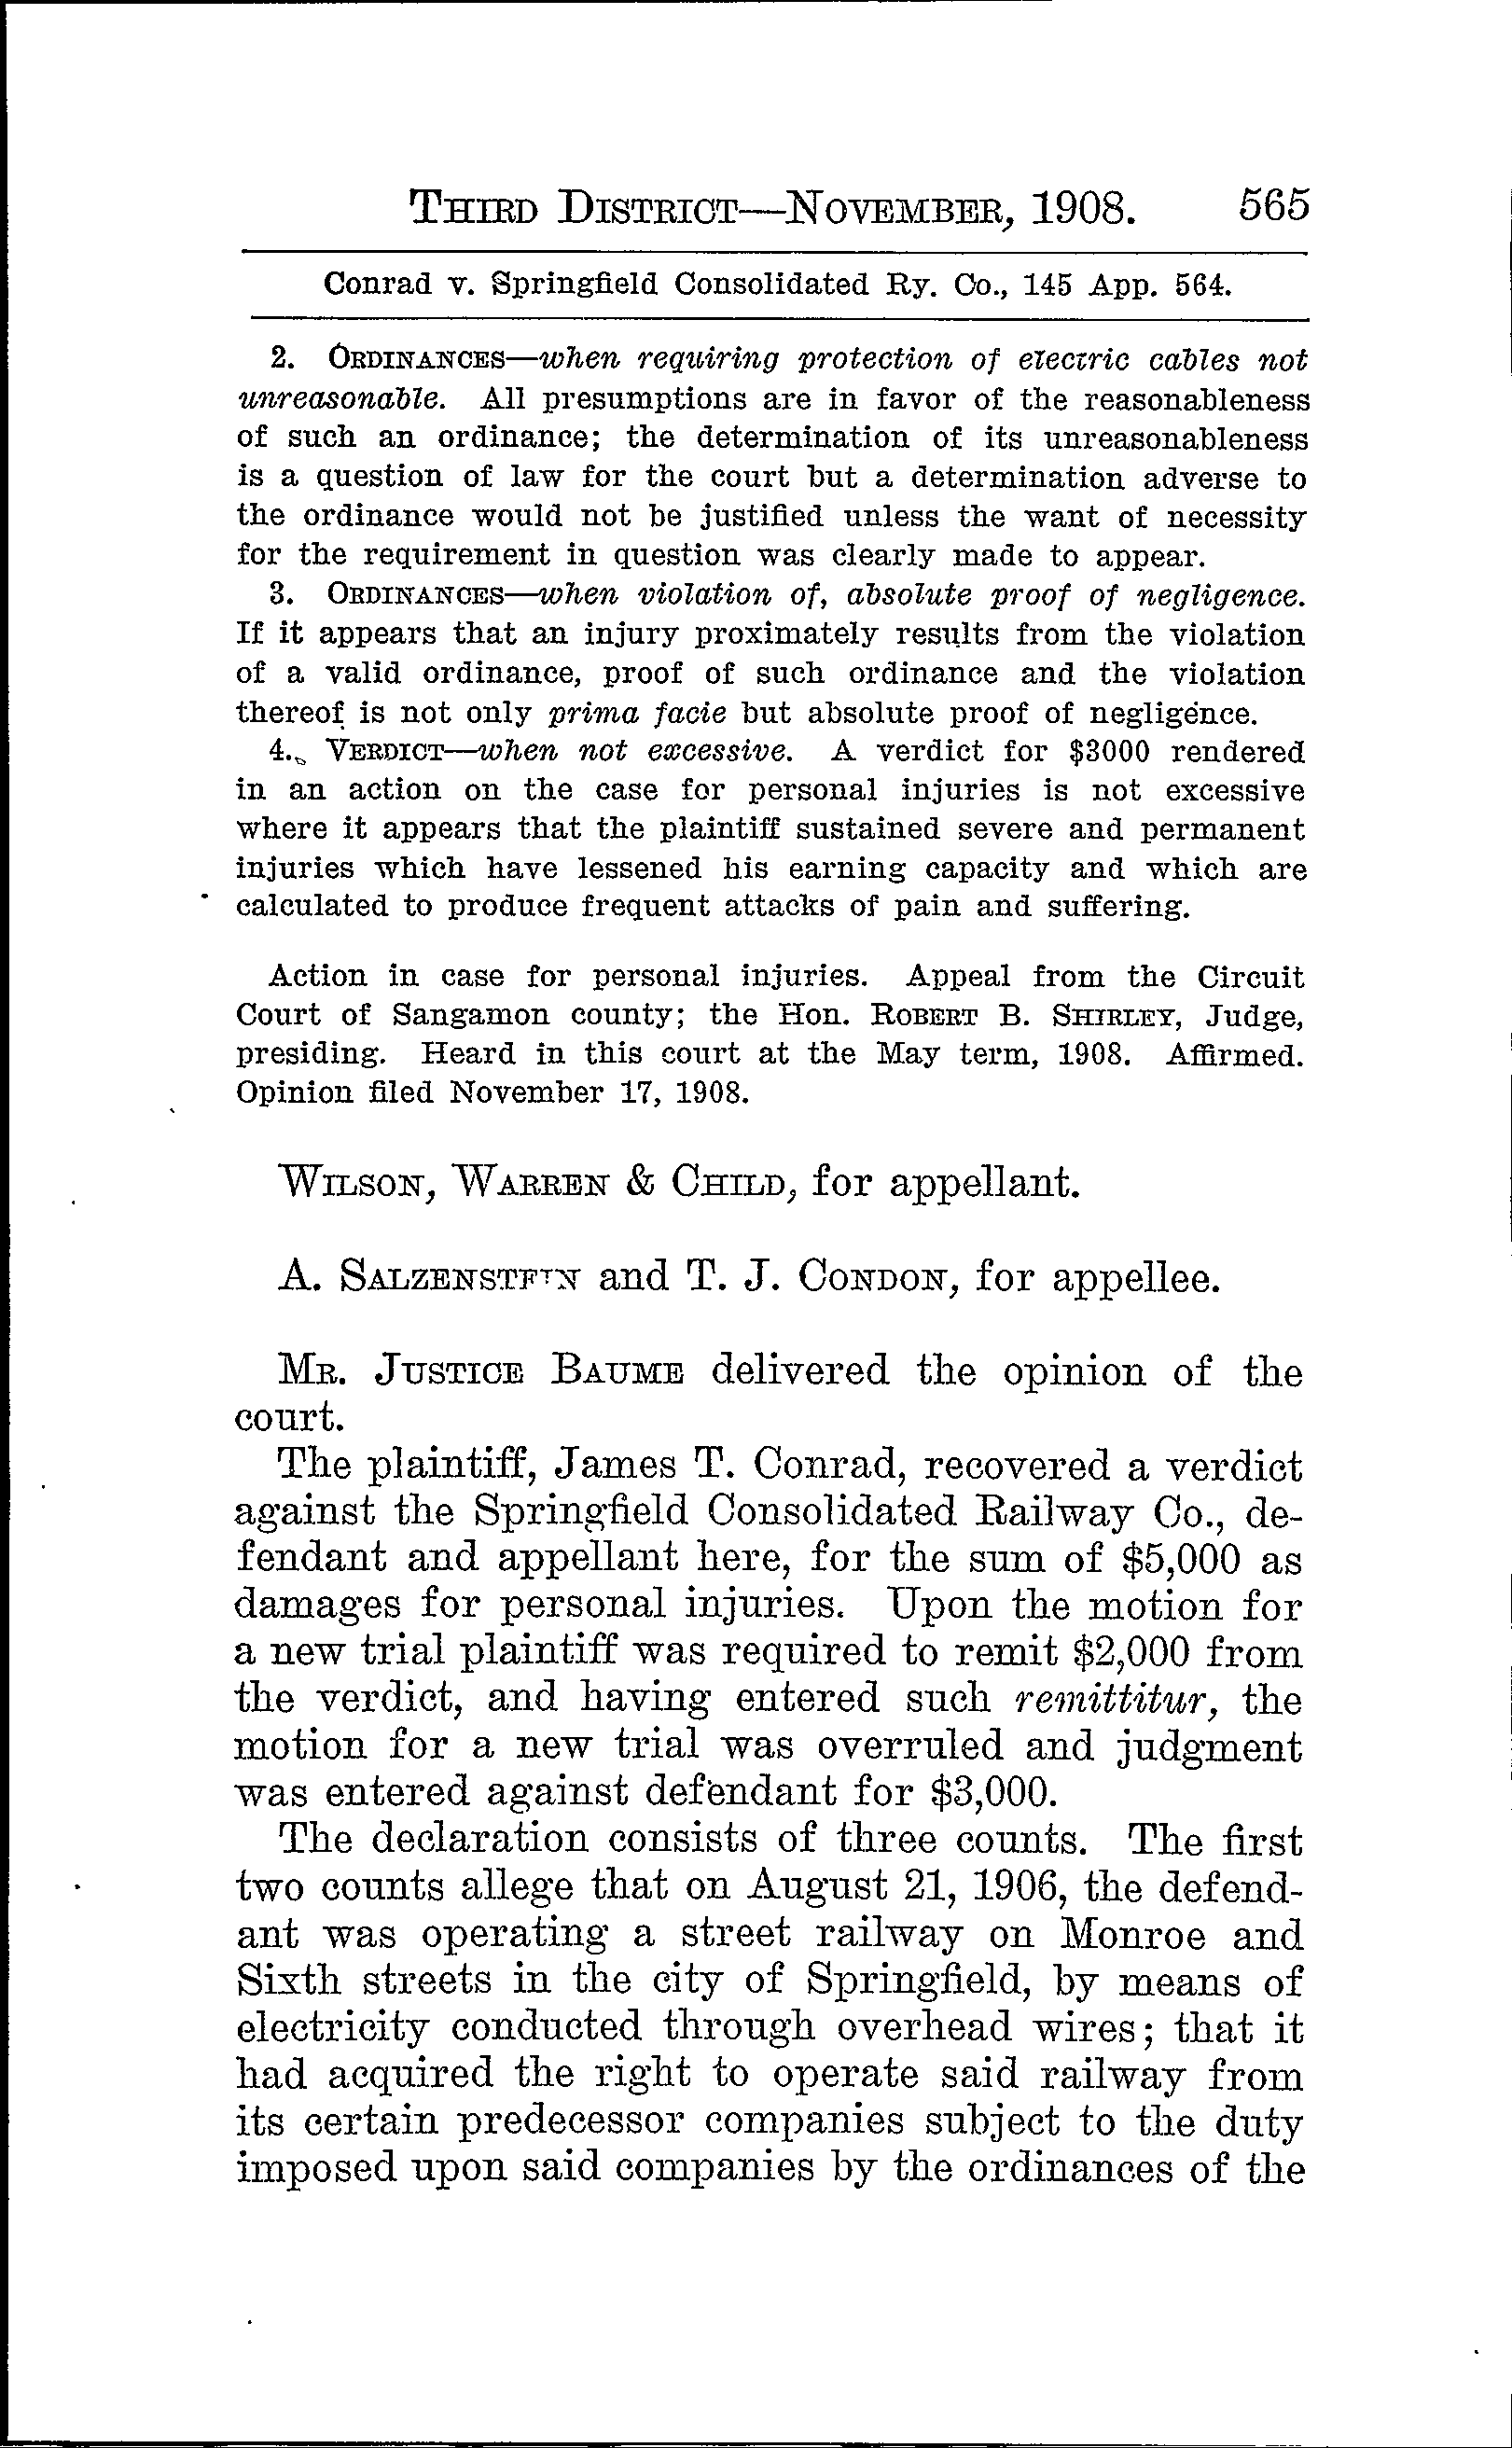 THIRD DISTRICT—NOVEMBER, 1908. 565
Conrad v. Springfield Consolidated Ry. Co., 145 App. 564.
2. ORDINANCES—when requiring protection of electric cables not
unreasonable. All presumptions are in favor of the reasonableness
of such an ordinance; the determination of its unreasonableness
is a question of law for the court but a determination adverse to
the ordinance would not be justified unless the want of necessity
for the requirement in question was clearly made to appear.
3. ORDINANCES—when violation of, absolute proof of negligence.
If it appears that an injury proximately results from the violation
of a valid ordinance, proof of such ordinance and the violation
thereof is not only prima facie but absolute proof of negligence.
4. VERDICT—when not excessive. A verdict for $3000 rendered
in an action on the case for personal injuries is not excessive
where it appears that the plaintiff sustained severe and permanent
injuries which have lessened his earning capacity and which are
calculated to produce frequent attacks of pain and suffering.
Action in case for personal injuries. Appeal from the Circuit
Court of Sangamon county; the Hon. ROBERT B. SHIRLEY, Judge,
presiding. Heard in this court at the May term, 1908. Affirmed.
Opinion filed November 17, 1908.
WILSON, WARREN & CHILD, for appellant.
A. SALZENSTEIN and T. J. CONDON, for appellee.
MR. JUSTICE BAUME delivered the opinion of the
court.
The plaintiff, James T. Conrad, recovered a verdict
against the Springfield Consolidated Railway Co., de-
fendant and appellant here, for the sum of $5,000 as
damages for personal injuries. Upon the motion for
a new trial plaintiff was required to remit $2,000 from
the verdict, and having entered such remittitur, the
motion for a new trial was overruled and judgment
was entered against defendant for $3,000.
The declaration consists of three counts. The first
two counts allege that on August 21, 1906, the defend-
ant was operating a street railway on Monroe and
Sixth streets in the city of Springfield, by means of
electricity conducted through overhead wires; that it
had acquired the right to operate said railway from
its certain predecessor companies subject to the duty
imposed upon said companies by the ordinances of the